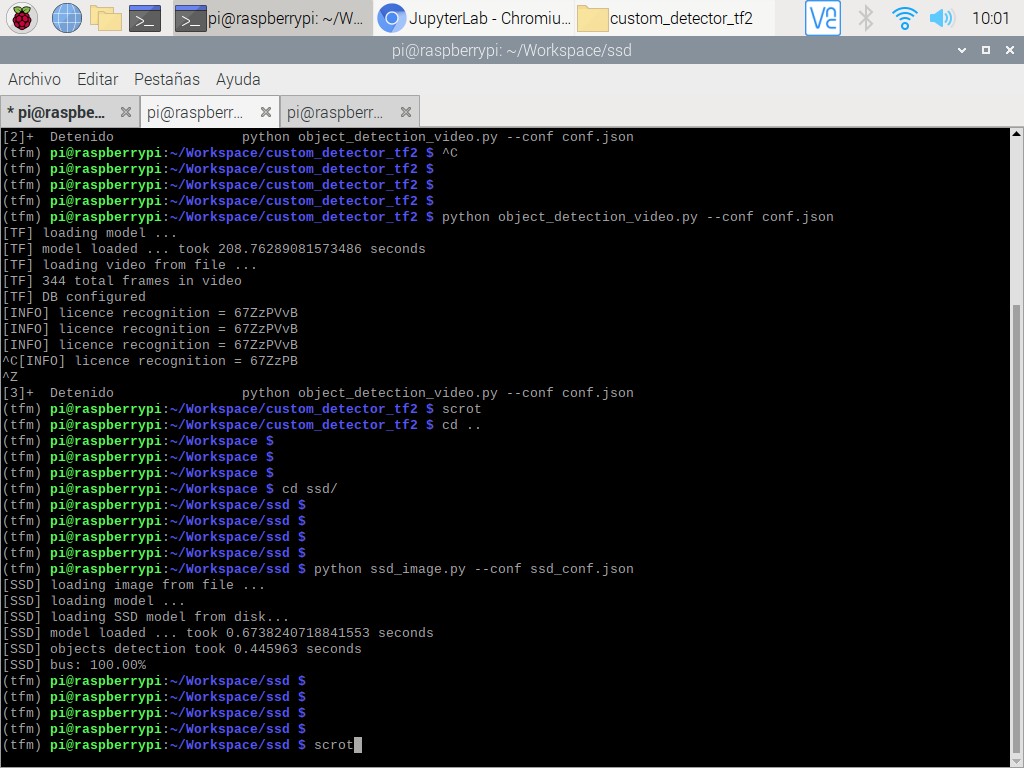 pi@raspberrypi: ~/W...
JupyterLab - Chromiu...
custom_detector_tf2
10:01
pi@raspberrypi: ~/Workspace/ssd
Archivo Editar Pestañas Ayuda
* pi@raspbe... pi@raspberr... pi@raspberr...
[2]+  Detenido                python object_detection_video.py --conf conf.json
(tfm) pi@raspberrypi:~/Workspace/custom_detector_tf2 $ ^C
(tfm) pi@raspberrypi:~/Workspace/custom_detector_tf2 $
(tfm) pi@raspberrypi:~/Workspace/custom_detector_tf2 $
(tfm) pi@raspberrypi:~/Workspace/custom_detector_tf2 $
(tfm) pi@raspberrypi:~/Workspace/custom_detector_tf2 $ python object_detection_video.py --conf conf.json
[TF] loading model ...
[TF] model loaded ... took 208.76289081573486 seconds
[TF] loading video from file ...
[TF] 344 total frames in video
[TF] DB configured
[INFO] licence recognition = 67ZzPVvB
[INFO] licence recognition = 67ZzPVvB
[INFO] licence recognition = 67ZzPVvB
^C[INFO] licence recognition = 67ZzPB
^Z
[3]+  Detenido                python object_detection_video.py --conf conf.json
(tfm) pi@raspberrypi:~/Workspace/custom_detector_tf2 $ scrot
(tfm) pi@raspberrypi:~/Workspace/custom_detector_tf2 $ cd ..
(tfm) pi@raspberrypi:~/Workspace $
(tfm) pi@raspberrypi:~/Workspace $
(tfm) pi@raspberrypi:~/Workspace $
(tfm) pi@raspberrypi:~/Workspace $ cd ssd/
(tfm) pi@raspberrypi:~/Workspace/ssd $
(tfm) pi@raspberrypi:~/Workspace/ssd $
(tfm) pi@raspberrypi:~/Workspace/ssd $
(tfm) pi@raspberrypi:~/Workspace/ssd $
(tfm) pi@raspberrypi:~/Workspace/ssd $ python ssd_image.py --conf ssd_conf.json
[SSD] loading image from file ...
[SSD] loading model ...
[SSD] loading SSD model from disk...
[SSD] model loaded ... took 0.6738240718841553 seconds
[SSD] objects detection took 0.445963 seconds
[SSD] bus: 100.00%
(tfm) pi@raspberrypi:~/Workspace/ssd $
(tfm) pi@raspberrypi:~/Workspace/ssd $
(tfm) pi@raspberrypi:~/Workspace/ssd $
(tfm) pi@raspberrypi:~/Workspace/ssd $
(tfm) pi@raspberrypi:~/Workspace/ssd $ scrot